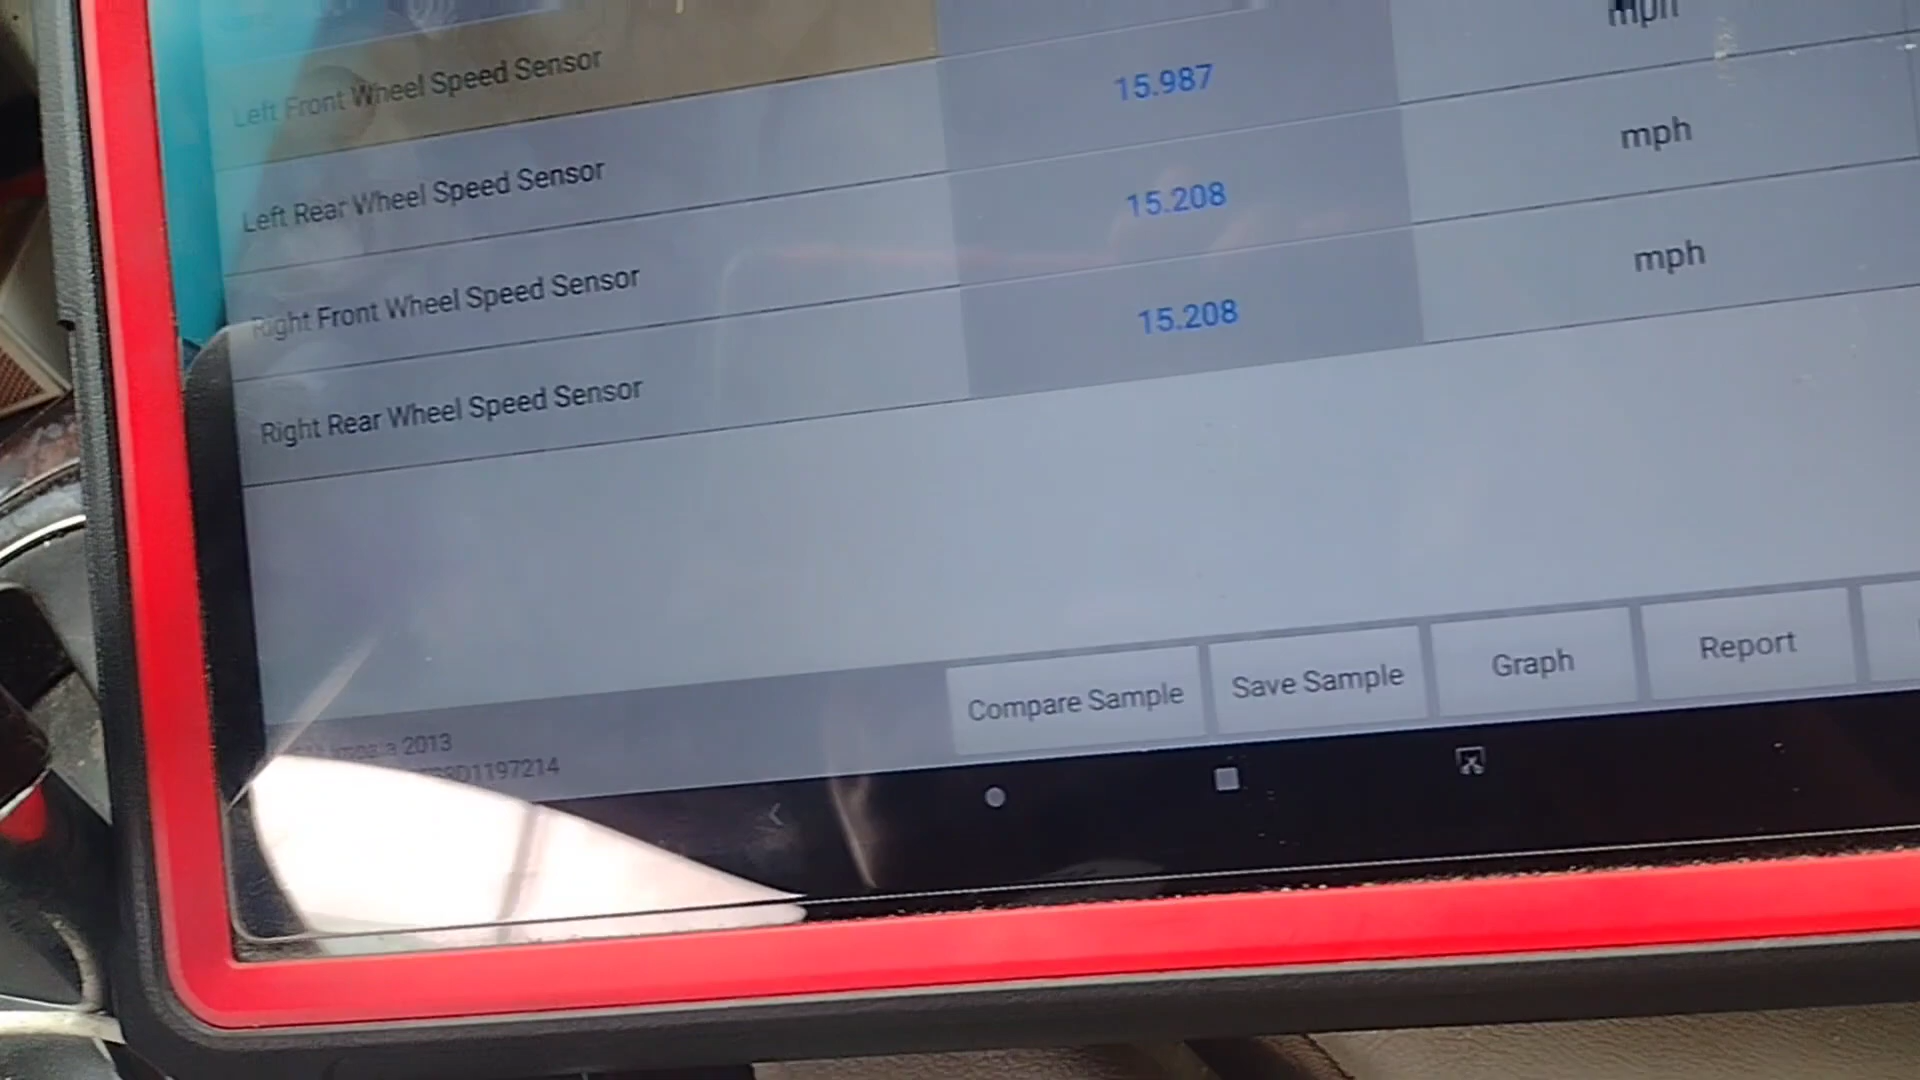 mph
Left Front Wheel Speed Sensor
15.987
mph
Left Rear Wheel Speed Sensor
15.208
mph
Right Front Wheel Speed Sensor
15.208
Right Rear Wheel Speed Sensor
Compare Sample
Save Sample
Graph
Report
2013
D1197214